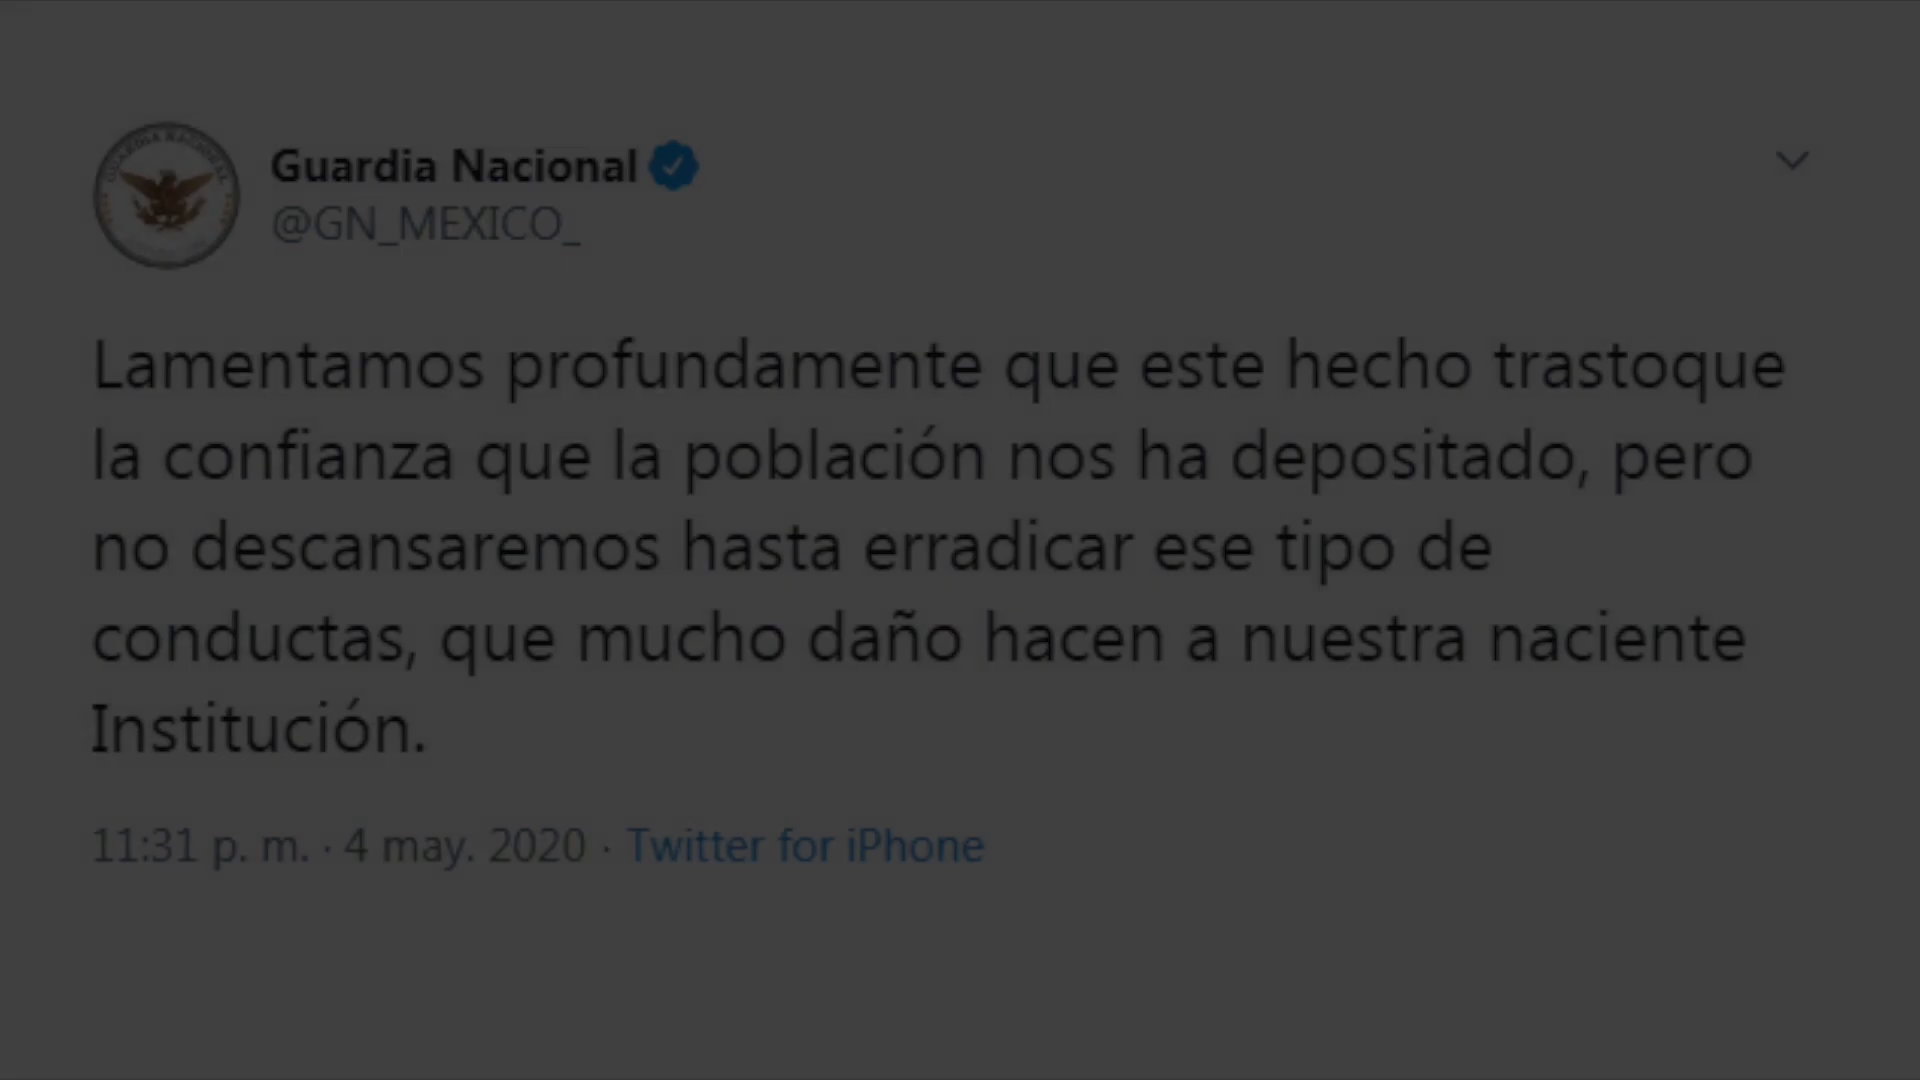 GUARDIA NACIONAL
Guardia Nacional
@GN_MEXICO_
Lamentamos profundamente que este hecho trastoque
la confianza que la población nos ha depositado, pero
no descansaremos hasta erradicar ese tipo de
conductas, que mucho daño hacen a nuestra naciente
Institución.
11:31 p. m. · 4 may. 2020 · Twitter for iPhone